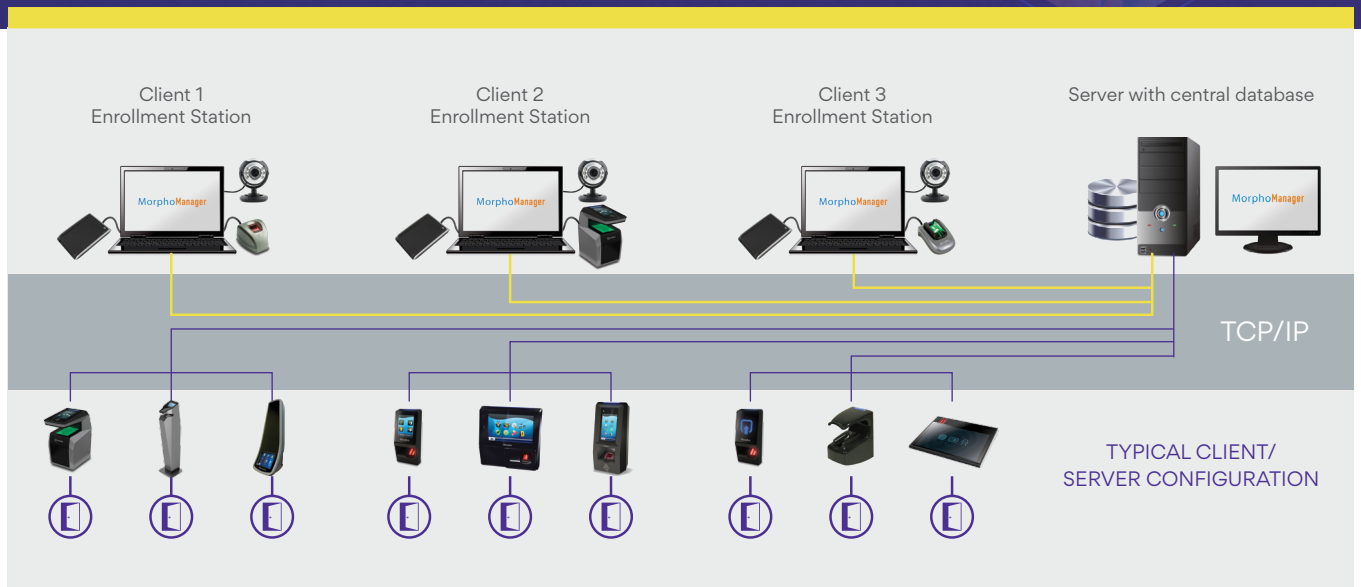 Client 1
Enrollment Station
Client 2
Enrollment Station
Client 3
Enrollment Station
Server with central database
MorphoManager
MorphoManager
MorphoManager
MorphoManager
TCP/IP
TYPICAL CLIENT/
SERVER CONFIGURATION